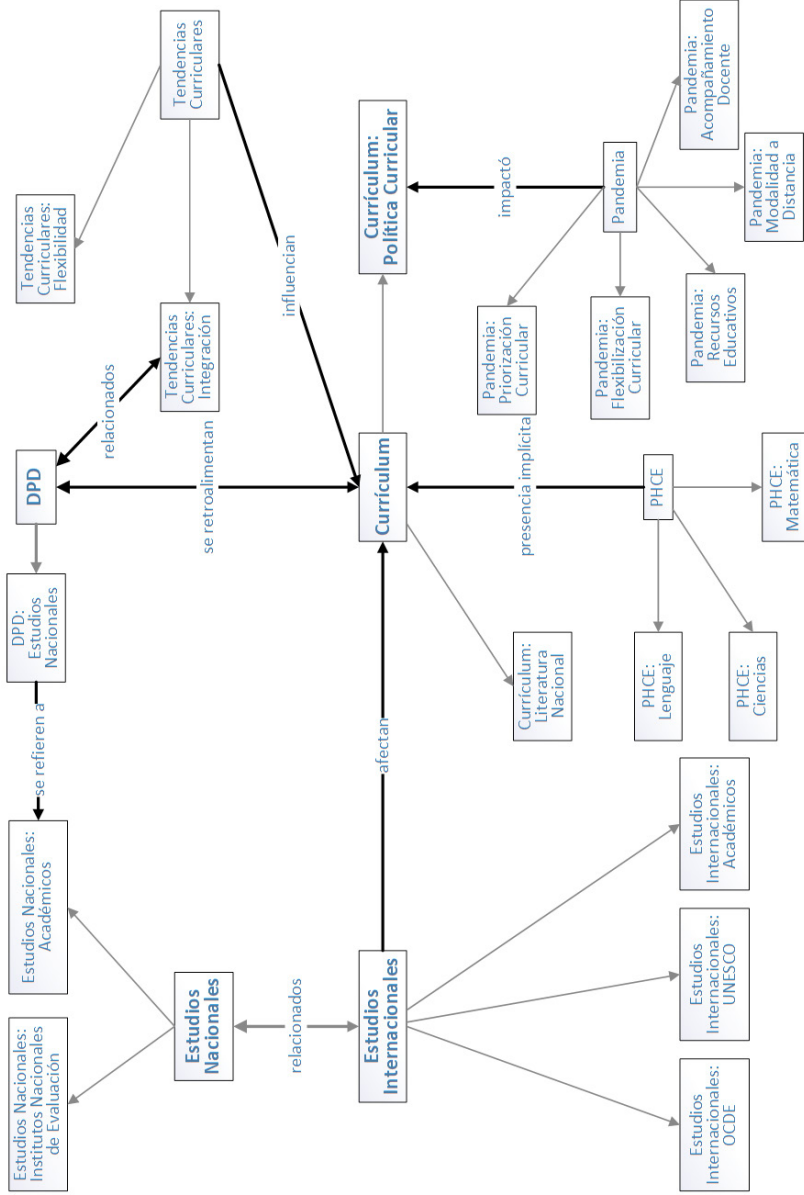 Estudios Nacionales:
Institutos Nacionales
de Evaluación
Estudios Nacionales:
Académicos
se refieren a
DPD:
Estudios
Nacionales
DPD
relacionados
Tendencias
Curriculares:
Flexibilidad
Tendencias
Curriculares
Tendencias
Curriculares:
Integración
Estudios
Nacionales
relacionados
se retroalimentan
influencian
Estudios
Internacionales
afectan
Currículum
Currículum:
Política Curricular
Currículum:
Literatura
Nacional
presencia implícita
impactó
Pandemia:
Priorización
Curricular
Pandemia:
Flexibilización
Curricular
Pandemia
Pandemia:
Recursos
Educativos
Pandemia:
Modalidad a
Distancia
Pandemia:
Acompañamiento
Docente
PHCE
PHCE:
Lenguaje
PHCE:
Ciencias
PHCE:
Matemática
Estudios
Internacionales:
OCDE
Estudios
Internacionales:
UNESCO
Estudios
Internacionales:
Académicos